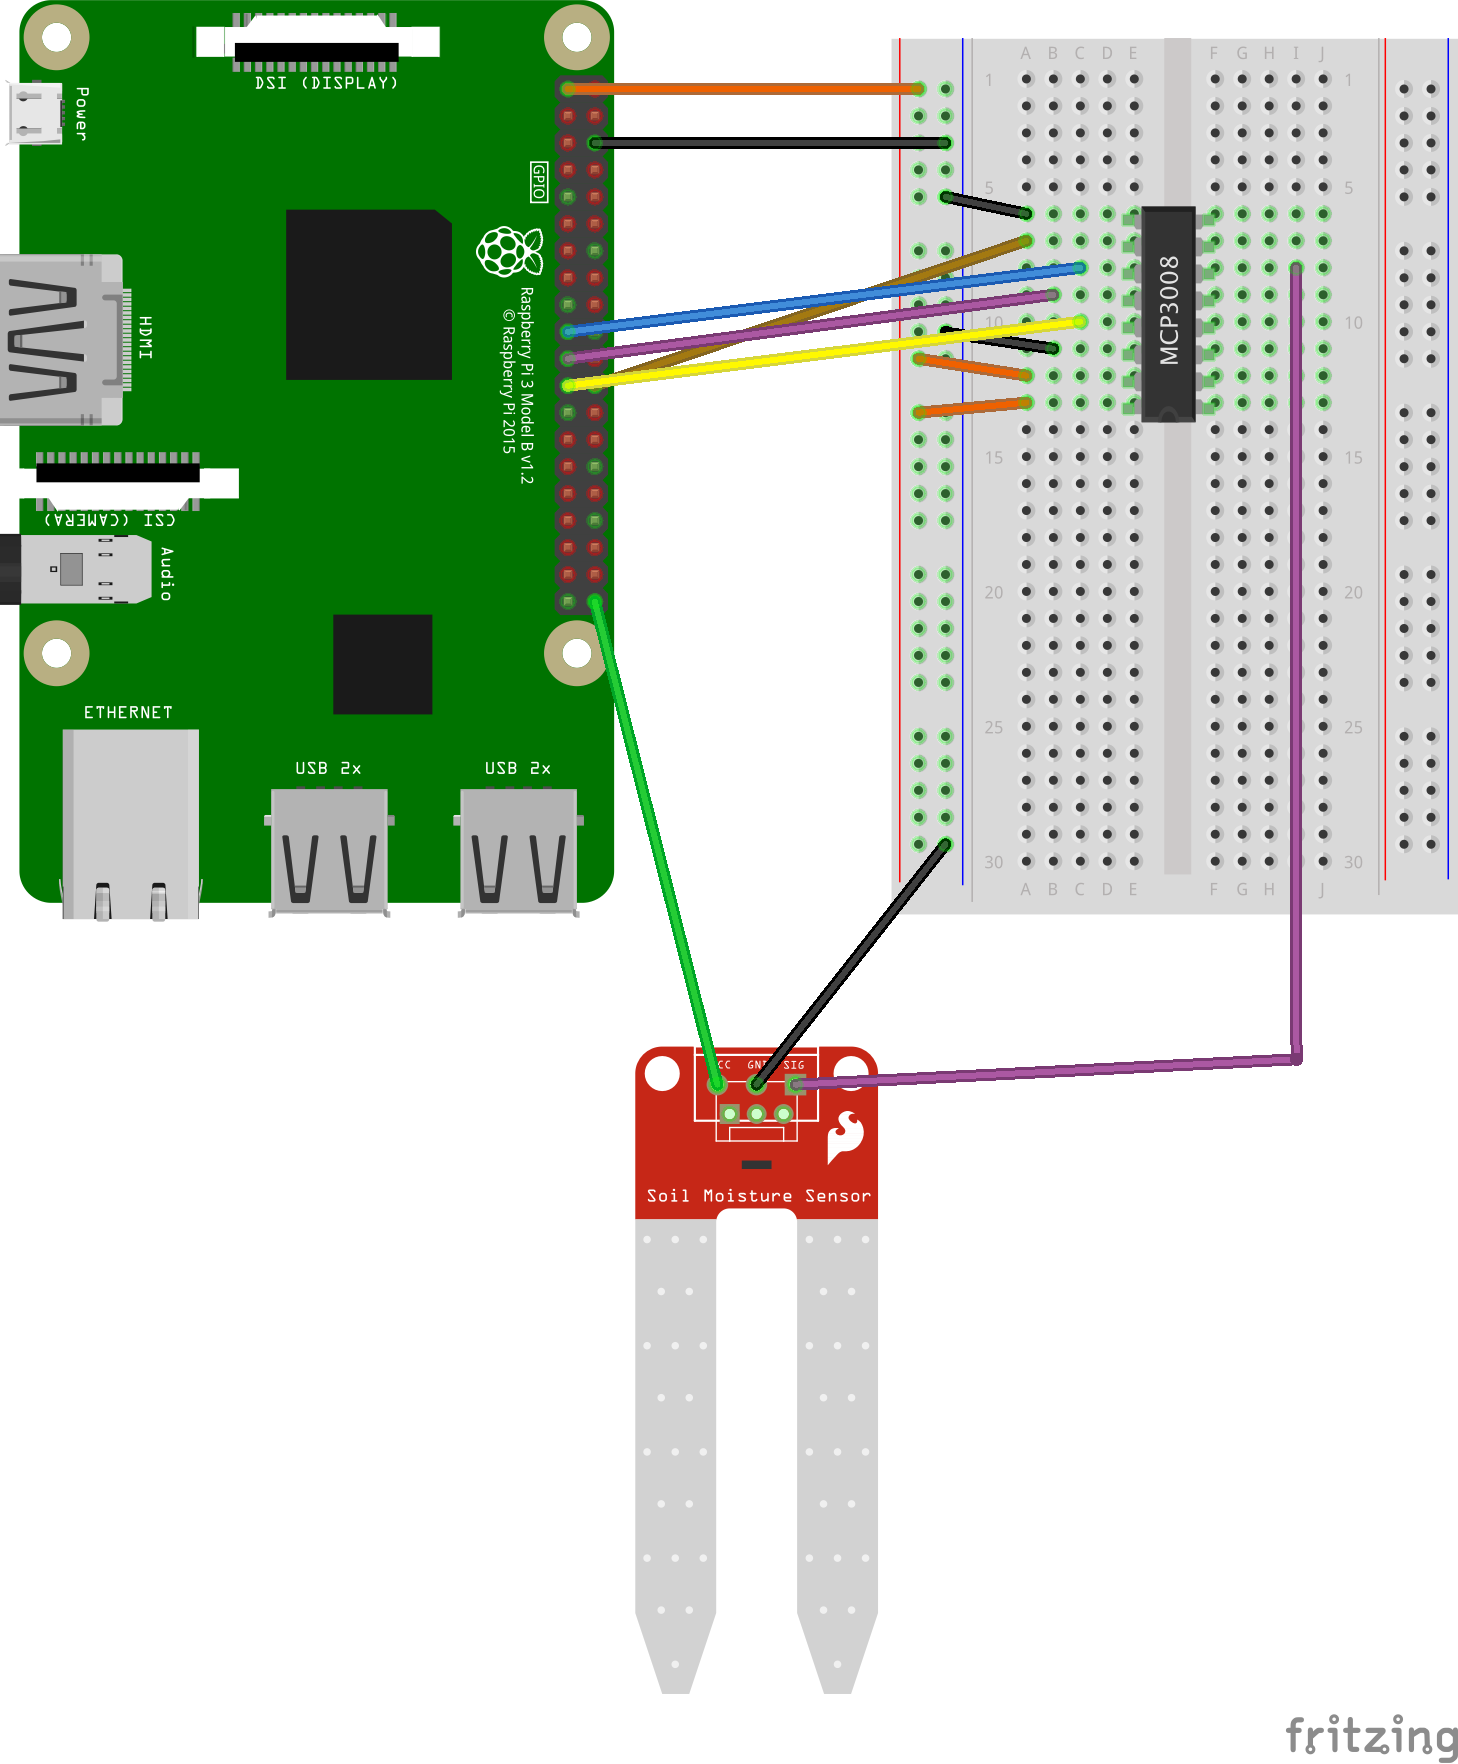 DSI (DISPLAY)
Power
GPIO
HDMI
Raspberry Pi 3 Model B v1.2
© Raspberry Pi 2015
CSI (CAMERA)
Audio
ETHERNET
USB 2x
USB 2x
A B C D E F G H I J
1 1
5 5
MCP3008
10 10
15 15
20 20
25 25
30 30
A B C D E F G H I J
SIG
Soil Moisture Sensor
fritzing